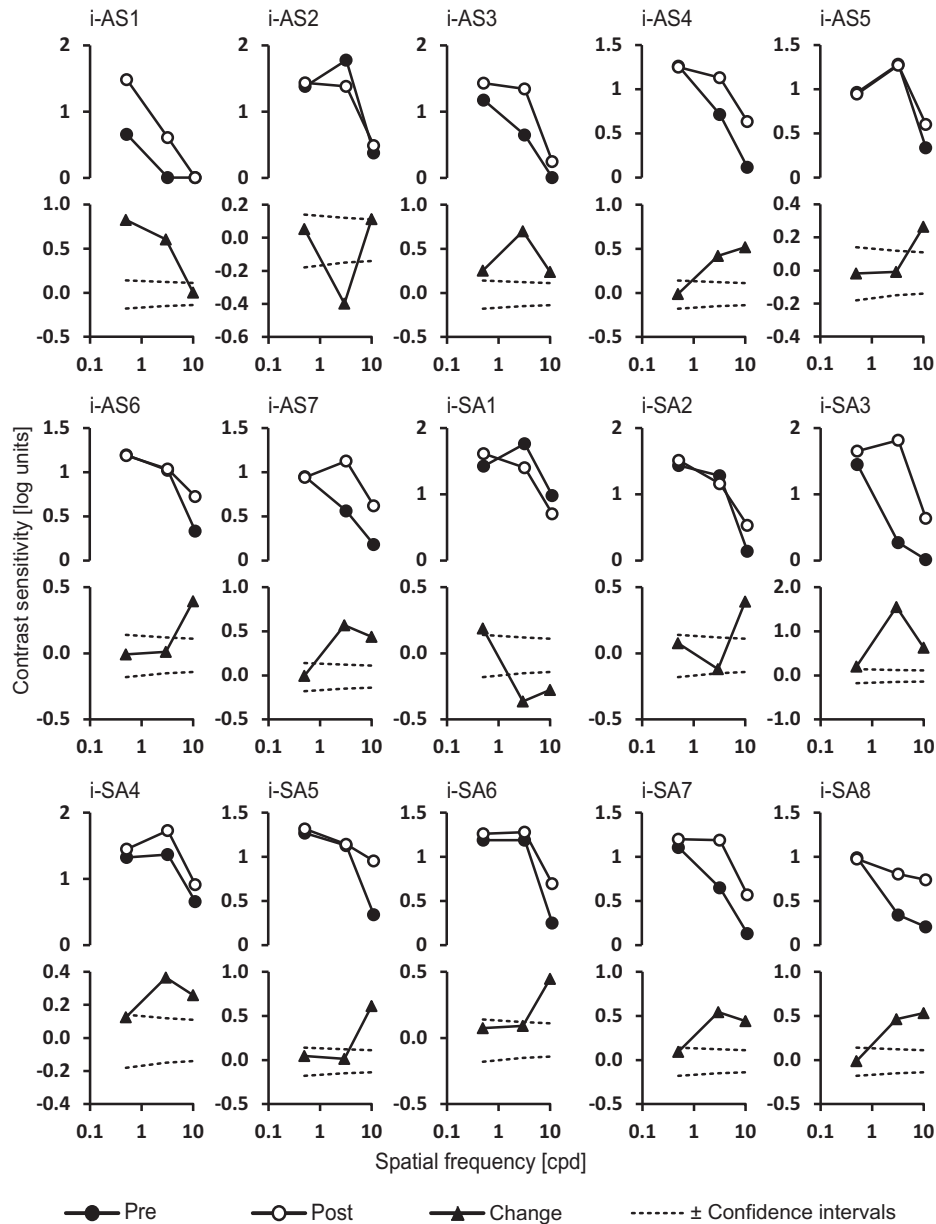 i-AS1 i-AS2 i-AS3 i-AS4 i-AS5
2 2 2 1.5 1.5
1 1 1 1 1
0.5 0.5
0 0 0 0 0
1.0 0.2 1.0 1.0 0.4
0.5 0.0 0.5 0.5 0.2
-0.2 0.0
0.0 -0.4 0.0 0.0 -0.2
-0.5 -0.6 -0.5 -0.5 -0.4
0.1 1 10 0.1 1 10 0.1 1 10 0.1 1 10 0.1 1 10
i-AS6 i-AS7 i-SA1 i-SA2 i-SA3
1.5 1.5 2 2 2
1 1 1 1 1
0.5 0.5
0 0 0 0 0
0.5 1.0 0.5 0.5 2.0
0.5 1.0
0.0 0.0 0.0 0.0 0.0
-0.5 -0.5 -0.5 -0.5 -1.0
0.1 1 10 0.1 1 10 0.1 1 10 0.1 1 10 0.1 1 10
Contrast sensitivity [log units]
i-SA4 i-SA5 i-SA6 i-SA7 i-SA8
2 1.5 1.5 1.5 1.5
1 1 1 1 1
0.5 0.5 0.5 0.5
0 0 0 0 0
0.4 1.0 0.5 1.0 1.0
0.2 0.5 0.5 0.5
0.0 0.0 0.0 0.0 0.0
-0.2
-0.4 -0.5 -0.5 -0.5 -0.5
0.1 1 10 0.1 1 10 0.1 1 10 0.1 1 10 0.1 1 10
Spatial frequency [cpd]
Pre Post Change ± Confidence intervals